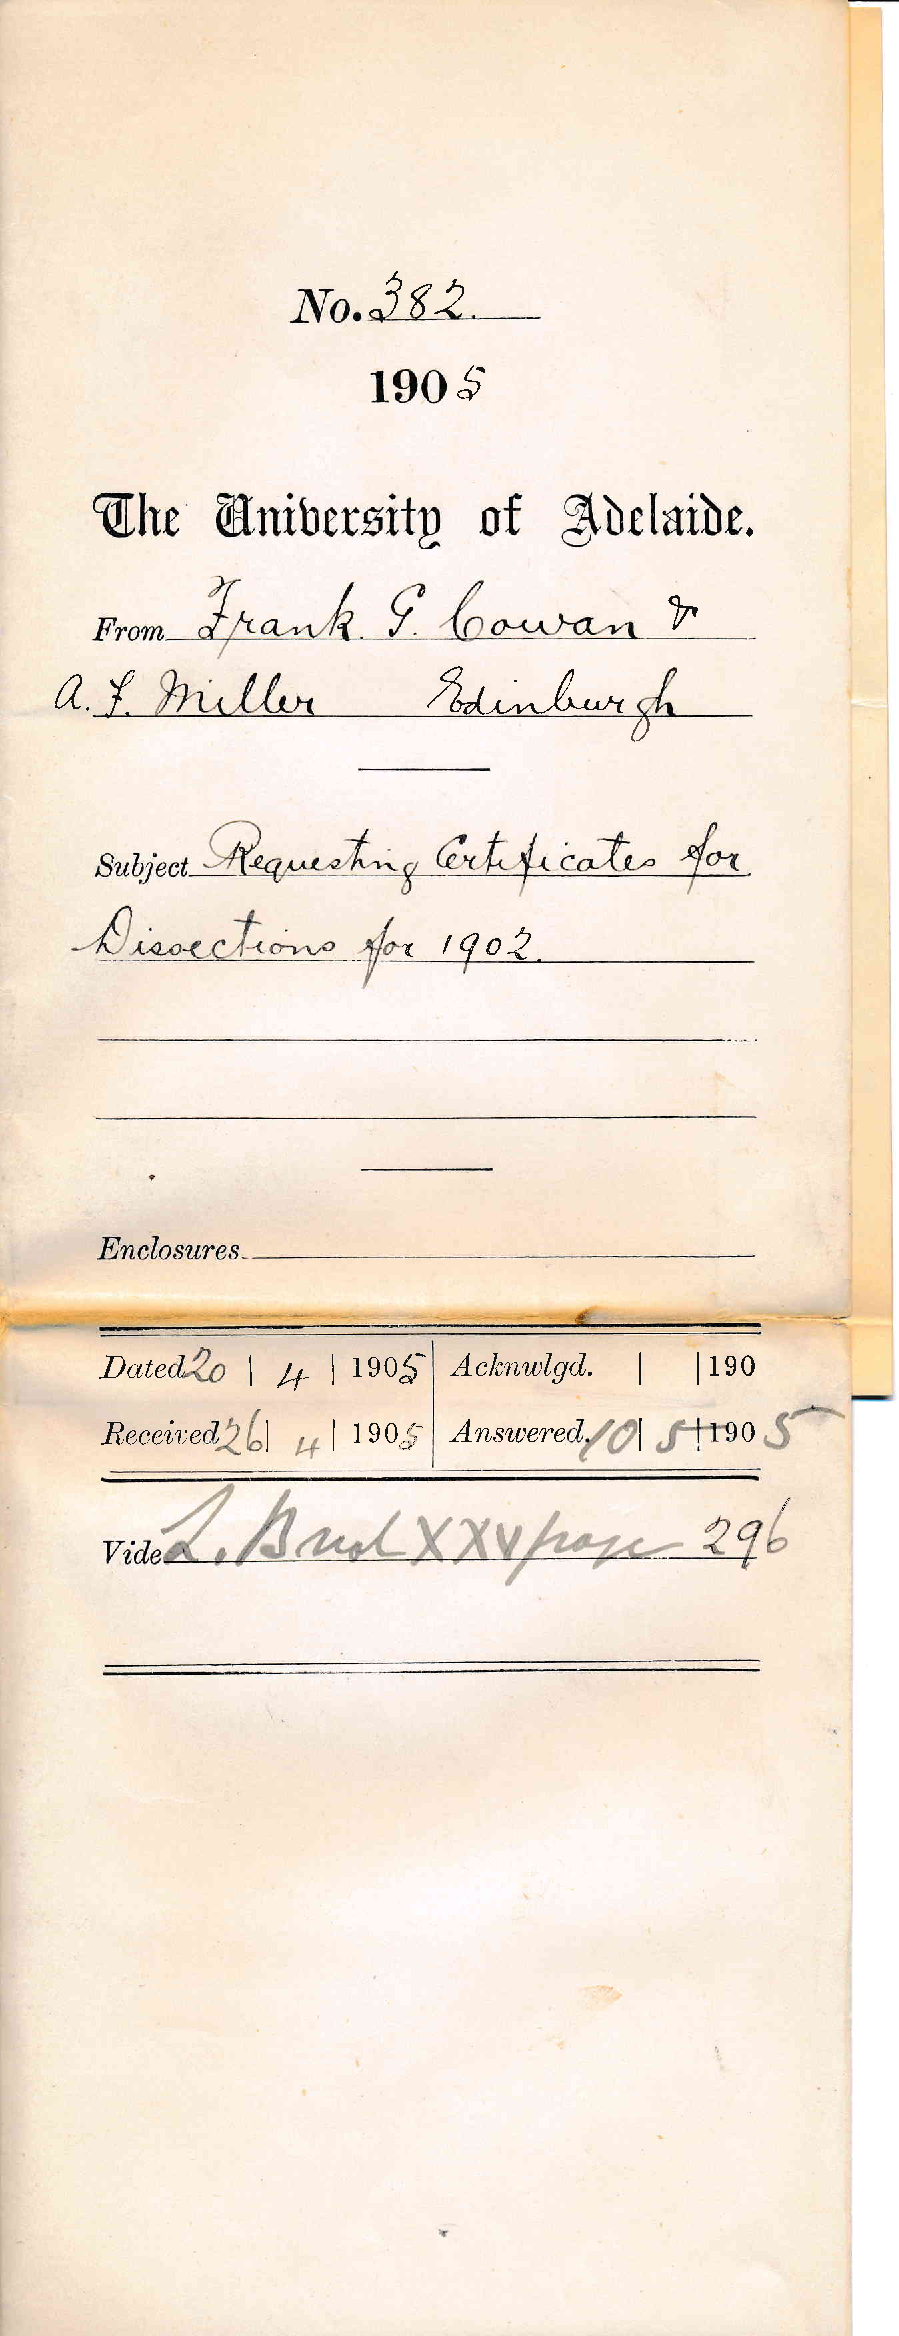 No. 382.
1905
The University of Adelaide.
From Frank. G. Cowan &
A. F. Miller Edinburgh
Subject Requesting Certificates for
Dissections for 1902.
Enclosures
Dated 20 | 4 | 1905 Acknwlgd. | | 190
Received 26 | 4 | 1905 Answered. 10 | 5 | 1905
Vide L. B vol XXV page 296